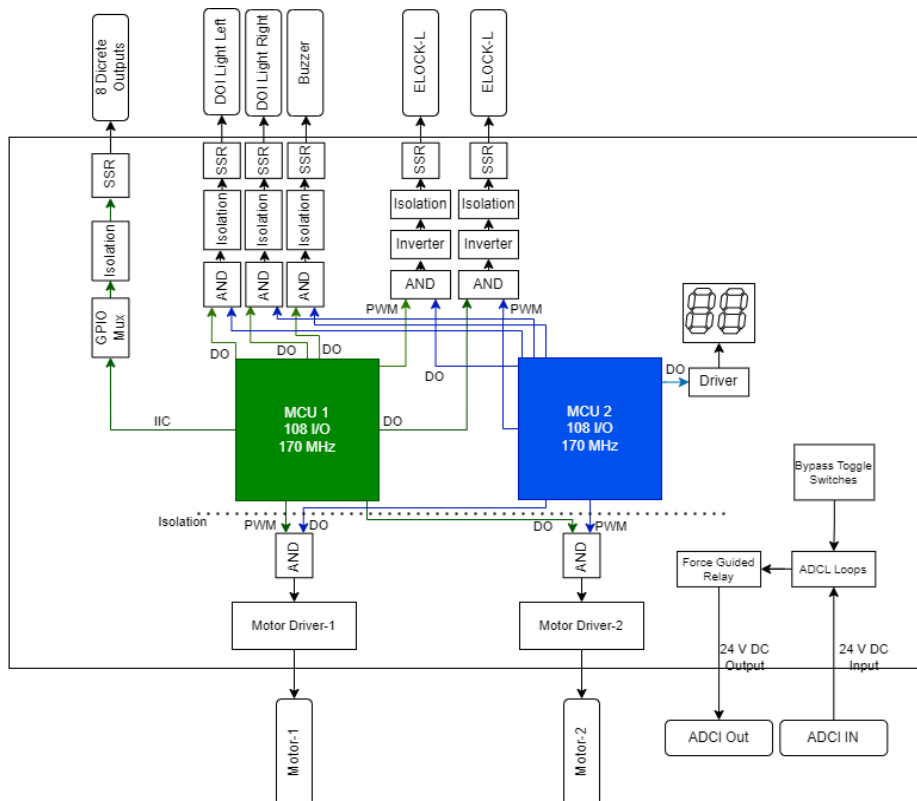 8 Dicrete
Outputs
DOI Light Left
DOI Light Right
Buzzer
ELOCK-L
ELOCK-L
SSR
SSR
SSR
SSR
SSR
SSR
Isolation
Isolation
Isolation
Isolation
Isolation
Isolation
Inverter
Inverter
GPIO
Mux
AND
AND
AND
AND
AND
PWM
PWM
88
DO
DO
DO
DO
DO
Driver
MCU 1
108 I/O
170 MHz
MCU 2
108 I/O
170 MHz
IIC
DO
Bypass Toggle
Switches
Isolation
PWM
DO
DO
PWM
AND
AND
Force Guided
Relay
ADCL Loops
Motor Driver-1
Motor Driver-2
24 V DC
Output
24 V DC
Input
Motor-1
Motor-2
ADCI Out
ADCI IN